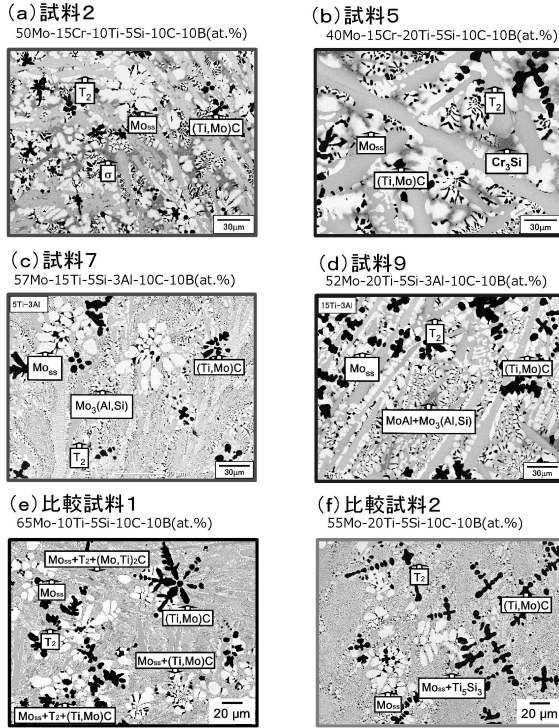 (a)試料2
50Mo-15Cr-10Ti-5Si-10C-10B(at.%)
T₂
Moss
(Ti,Mo)C
σ
30μm
(b)試料5
40Mo-15Cr-20Ti-5Si-10C-10B(at.%)
T₂
Moss
Cr₃Si
(Ti,Mo)C
30μm
(c)試料7
57Mo-15Ti-5Si-3Al-10C-10B(at.%)
5Ti-3Al
Moss
(Ti,Mo)C
Mo₃(Al,Si)
T₂
30μm
(d)試料9
52Mo-20Ti-5Si-3Al-10C-10B(at.%)
15Ti-3Al
T₂
Moss
(Ti,Mo)C
MoAl+Mo₃(Al,Si)
30μm
(e)比較試料1
65Mo-10Ti-5Si-10C-10B(at.%)
Moss+T₂+(Mo,Ti)₂C
Moss
(Ti,Mo)C
T₂
Moss+(Ti,Mo)C
Moss+T₂+(Ti,Mo)C
20 μm
(f)比較試料2
55Mo-20Ti-5Si-10C-10B(at.%)
T₂
(Ti,Mo)C
Moss+Ti₅Si₃
Moss
20 μm